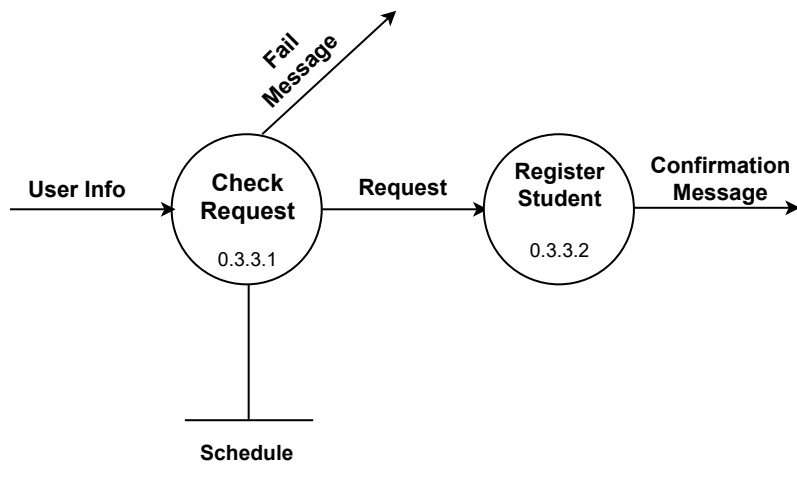 Fail
Message
User Info
Check
Request
0.3.3.1
Request
Register
Student
0.3.3.2
Confirmation
Message
Schedule